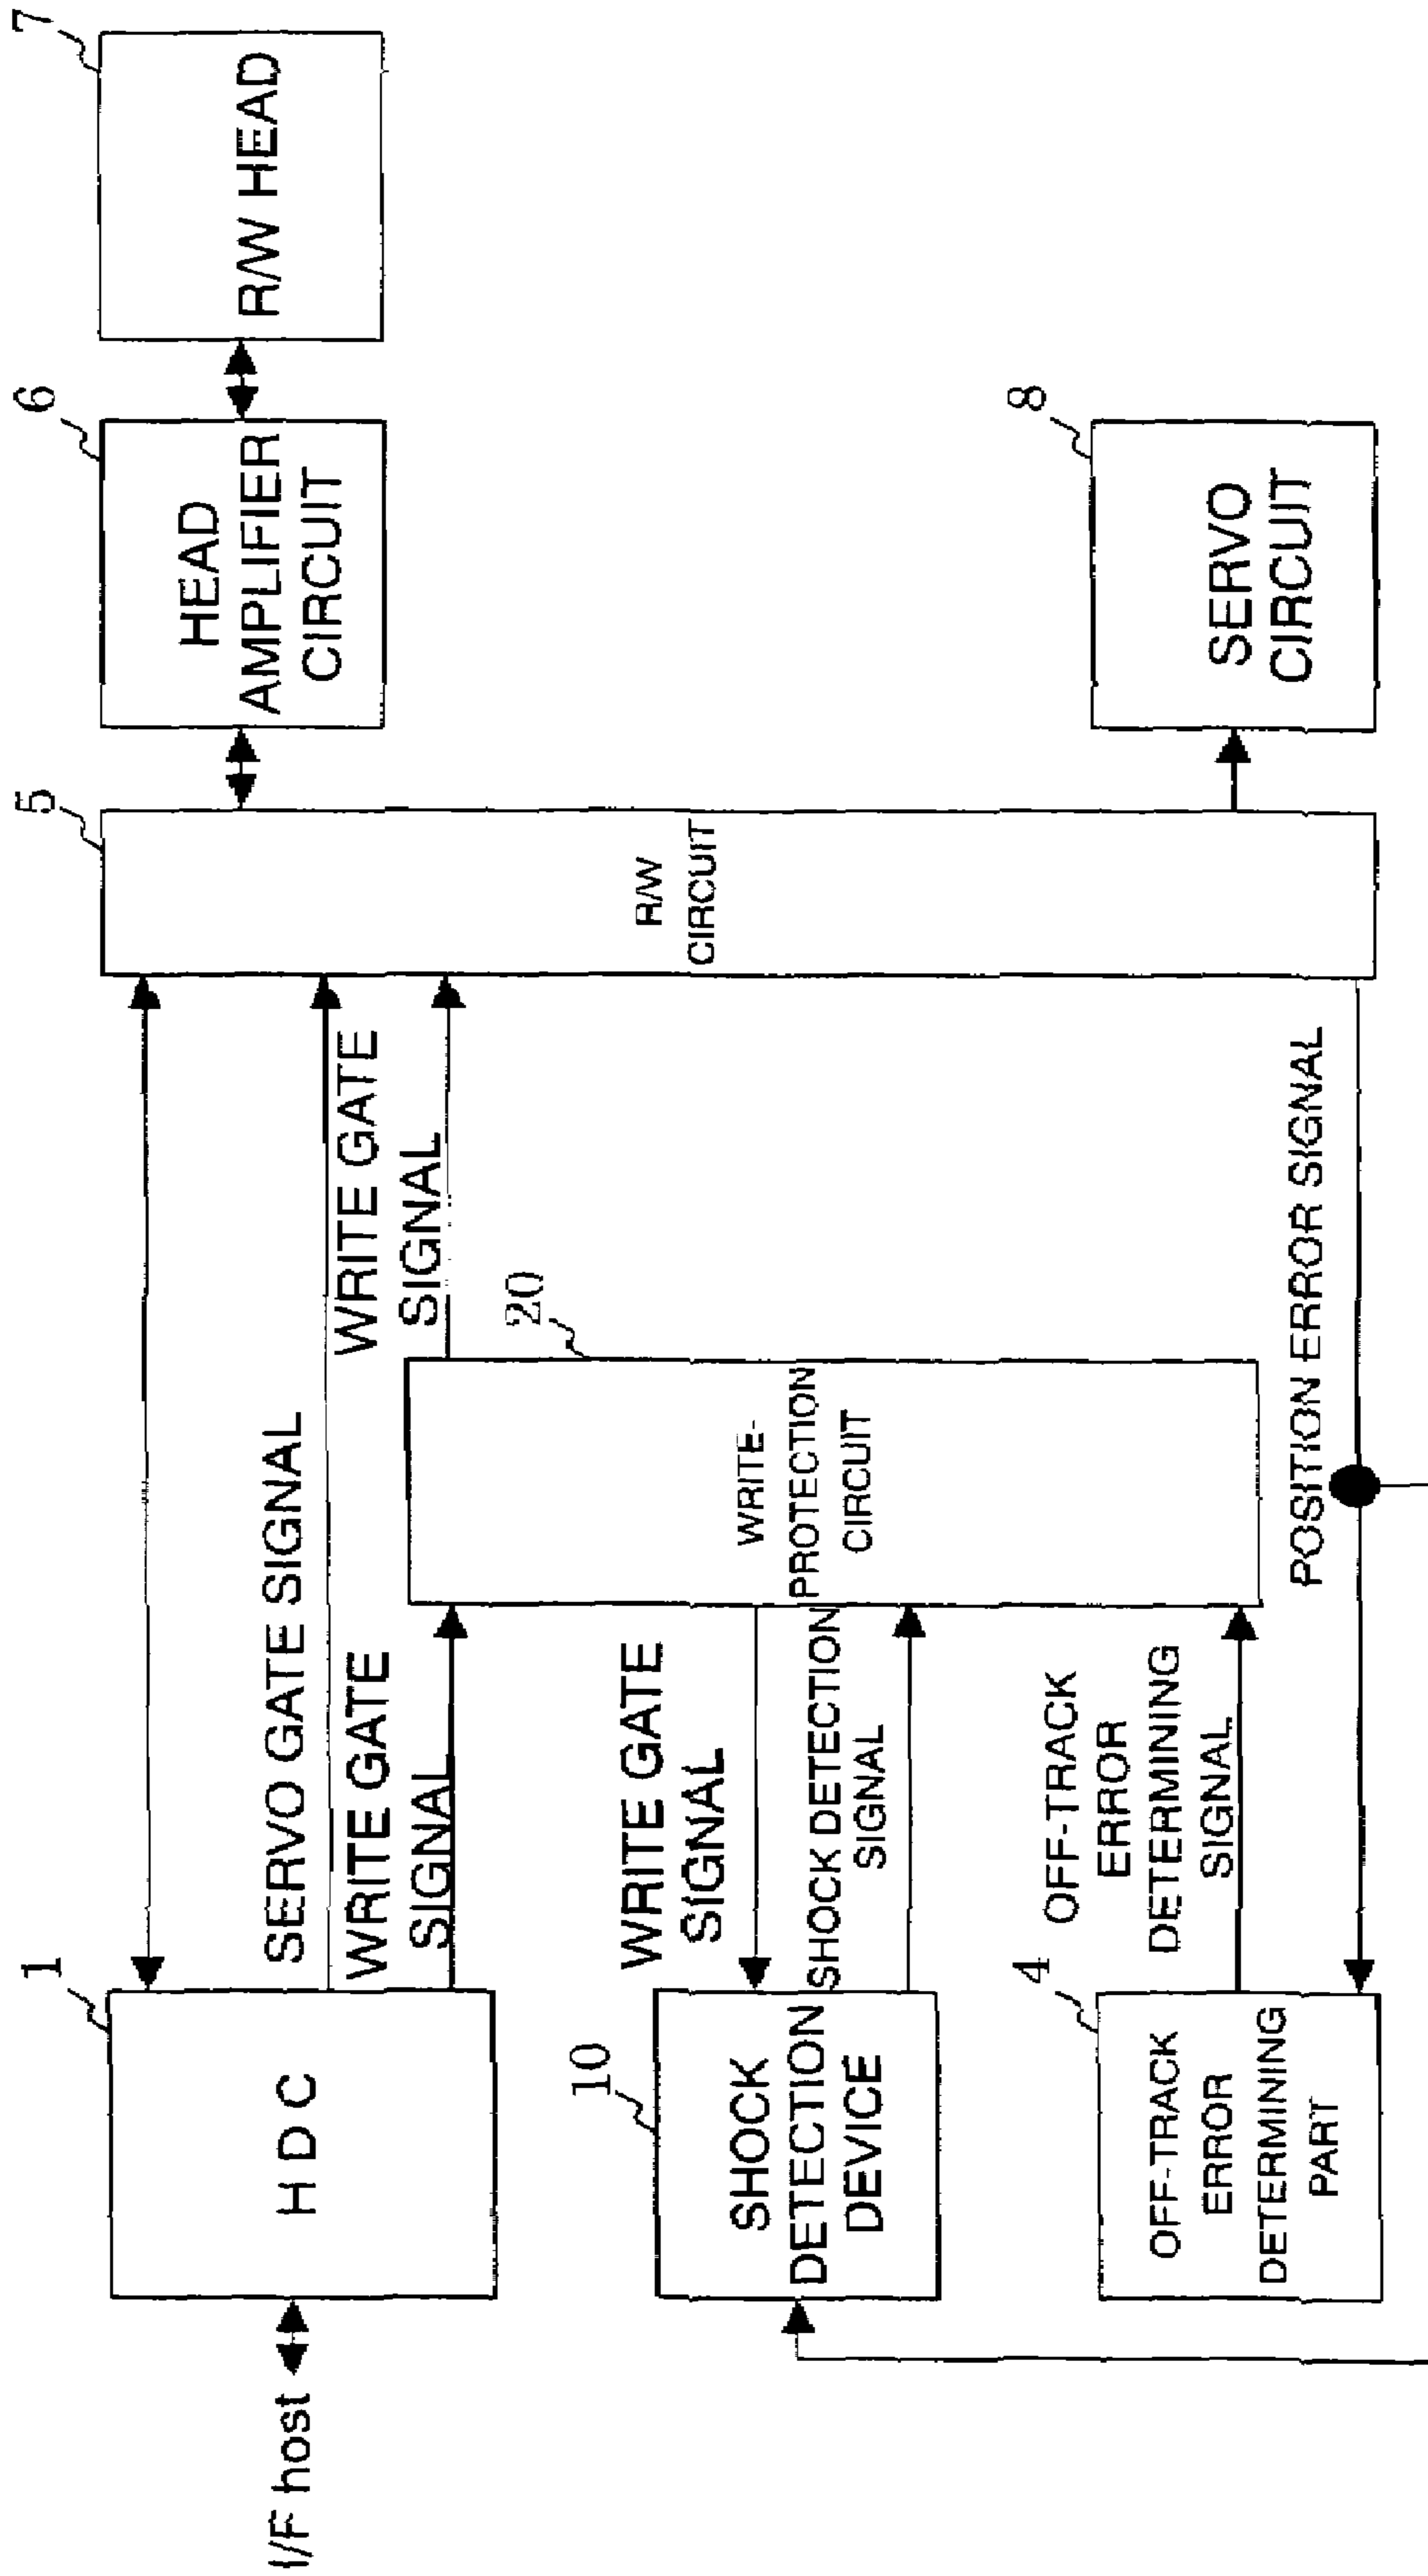 I/F host
1
H D C
SERVO GATE SIGNAL
WRITE GATE
SIGNAL
WRITE GATE
SIGNAL
5
R/W
CIRCUIT
6
HEAD
AMPLIFIER
CIRCUIT
7
R/W HEAD
20
WRITE-
PROTECTION
CIRCUIT
10
SHOCK
DETECTION
DEVICE
WRITE GATE
SIGNAL
SHOCK DETECTION
SIGNAL
4
OFF-TRACK
ERROR
DETERMINING
PART
OFF-TRACK
ERROR
DETERMINING
SIGNAL
POSITION ERROR SIGNAL
8
SERVO
CIRCUIT